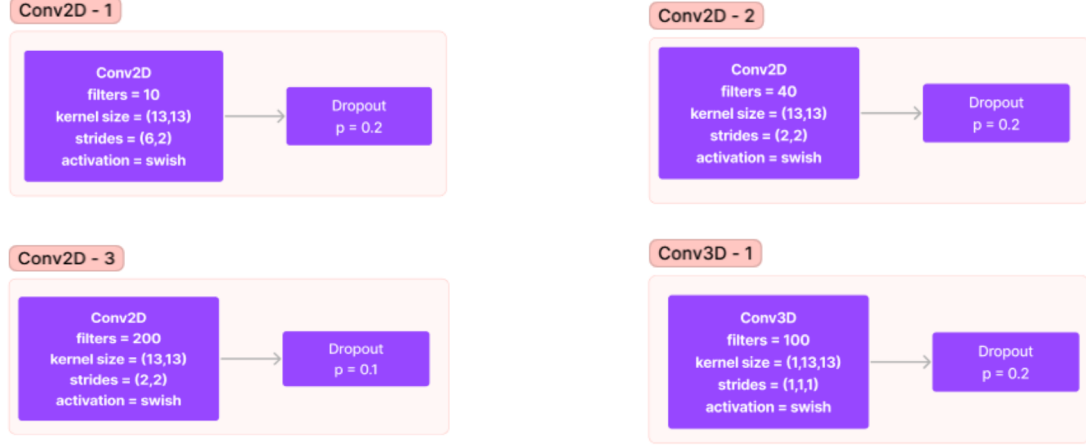 Conv2D - 1
Conv2D
filters = 10
kernel size = (13,13)
strides = (6,2)
activation = swish
Dropout
p = 0.2
Conv2D - 2
Conv2D
filters = 40
kernel size = (13,13)
strides = (2,2)
activation = swish
Dropout
p = 0.2
Conv2D - 3
Conv2D
filters = 200
kernel size = (13,13)
strides = (2,2)
activation = swish
Dropout
p = 0.1
Conv3D - 1
Conv3D
filters = 100
kernel size = (1,13,13)
strides = (1,1,1)
activation = swish
Dropout
p = 0.2